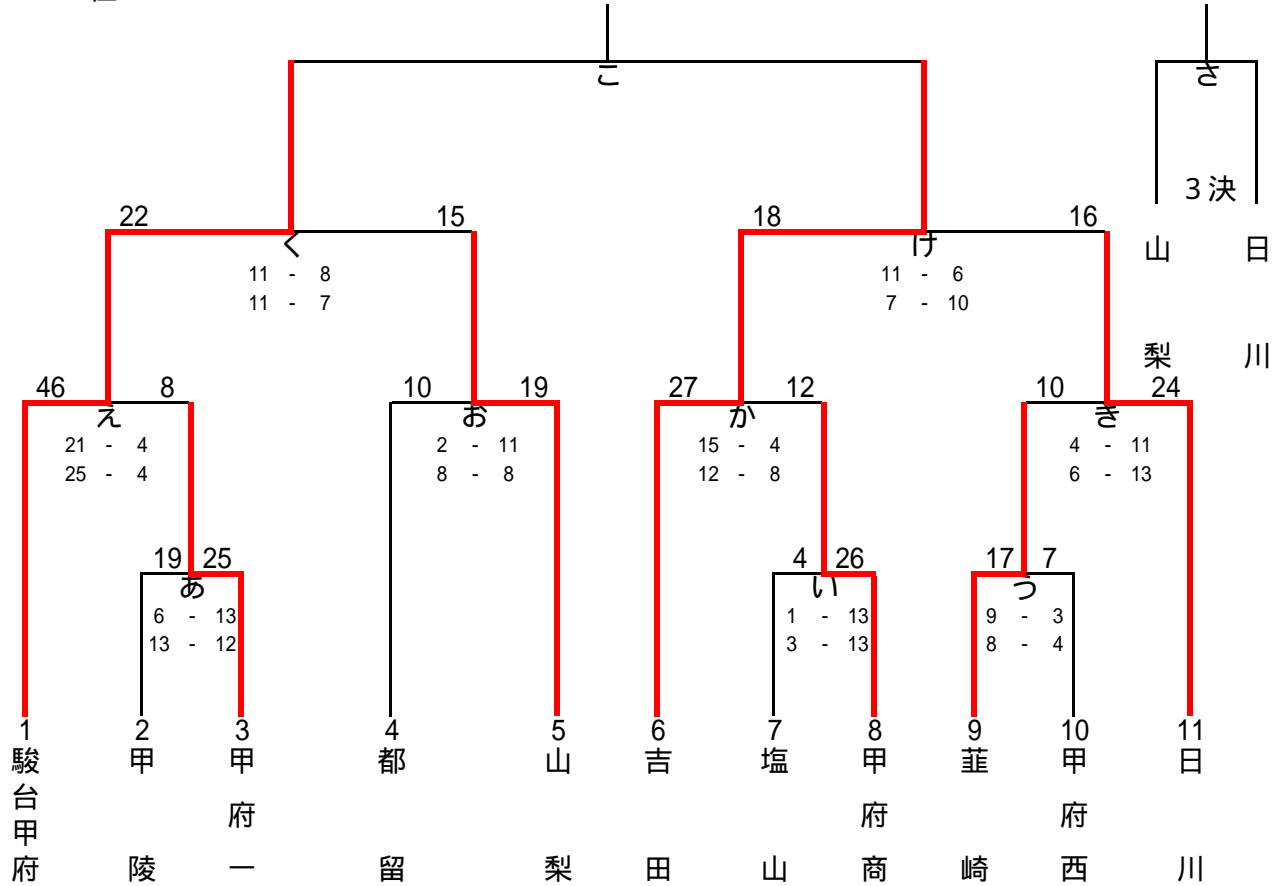 こ さ
3決
22 15 18 16
く け
山梨 日川
11 - 8 11 - 6
11 - 7 7 - 10
46 8 10 19 27 12 10 24
え お か き
21 - 4 2 - 11 15 - 4 4 - 11
25 - 4 8 - 8 12 - 8 6 - 13
19 25 4 26 17 7
あ い う
6 - 13 1 - 13 9 - 3
13 - 12 3 - 13 8 - 4
1 2 3 4 5 6 7 8 9 10 11
駿台甲府
甲陵
甲府一
都留
山梨
吉田
塩山
甲府商
韮崎
甲府西
日川